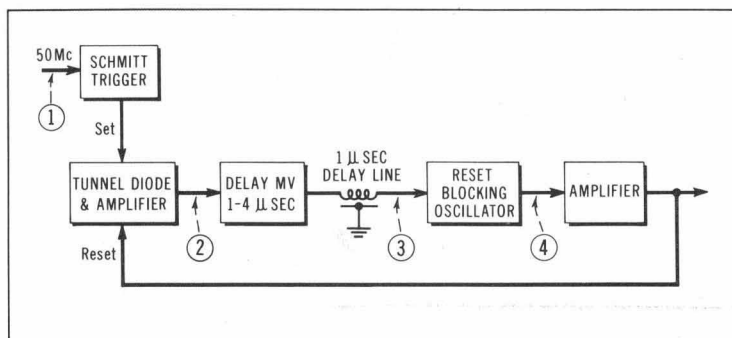 50Mc
SCHMITT
TRIGGER
1
Set
TUNNEL DIODE
& AMPLIFIER
2
DELAY MV
1-4 μ SEC
1 μ SEC
DELAY LINE
3
RESET
BLOCKING
OSCILLATOR
4
AMPLIFIER
Reset